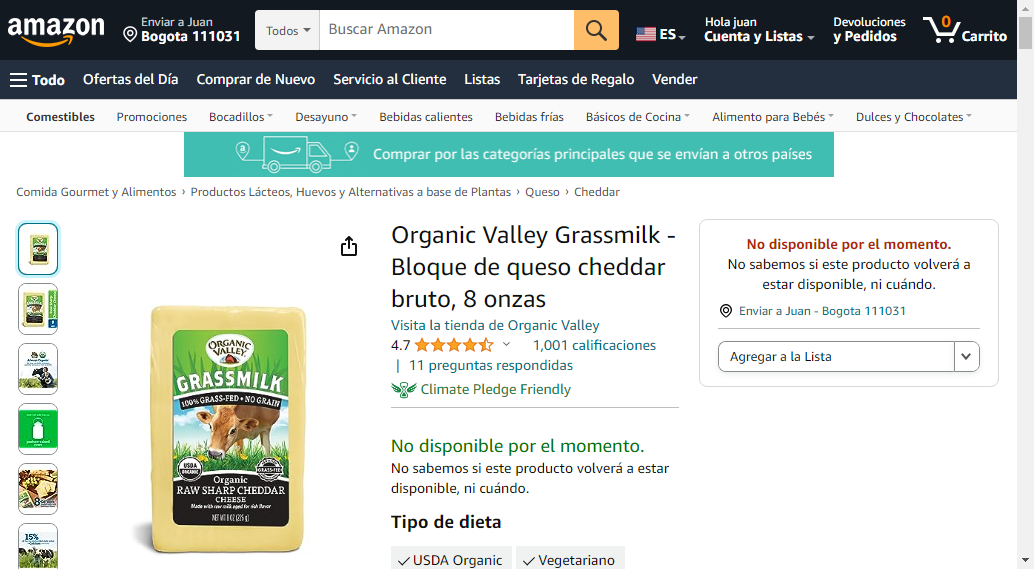 amazon
Enviar a Juan
Bogota 111031
Todos
Buscar Amazon
ES
Hola juan
Cuenta y Listas
Devoluciones
y Pedidos
0
Carrito
Todo
Ofertas del Día
Comprar de Nuevo
Servicio al Cliente
Listas
Tarjetas de Regalo
Vender
Comestibles
Promociones
Bocadillos
Desayuno
Bebidas calientes
Bebidas frías
Básicos de Cocina
Alimento para Bebés
Dulces y Chocolates
Comprar por las categorías principales que se envían a otros países
Comida Gourmet y Alimentos › Productos Lácteos, Huevos y Alternativas a base de Plantas › Queso › Cheddar
Organic Valley Grassmilk -
Bloque de queso cheddar
bruto, 8 onzas
Visita la tienda de Organic Valley
4.7
1,001 calificaciones
| 11 preguntas respondidas
Climate Pledge Friendly
No disponible por el momento.
No sabemos si este producto volverá a estar
disponible, ni cuándo.
Tipo de dieta
USDA Organic
Vegetariano
No disponible por el momento.
No sabemos si este producto volverá a
estar disponible, ni cuándo.
Enviar a Juan - Bogota 111031
Agregar a la Lista
ORGANIC
VALLEY
GRASSMILK
100% GRASS-FED • NO GRAIN
USDA
ORGANIC
GRASS-FED
Organic
RAW SHARP CHEDDAR
CHEESE
Made with raw milk aged for rich flavor
NET WT 8 OZ (225 g)
15%